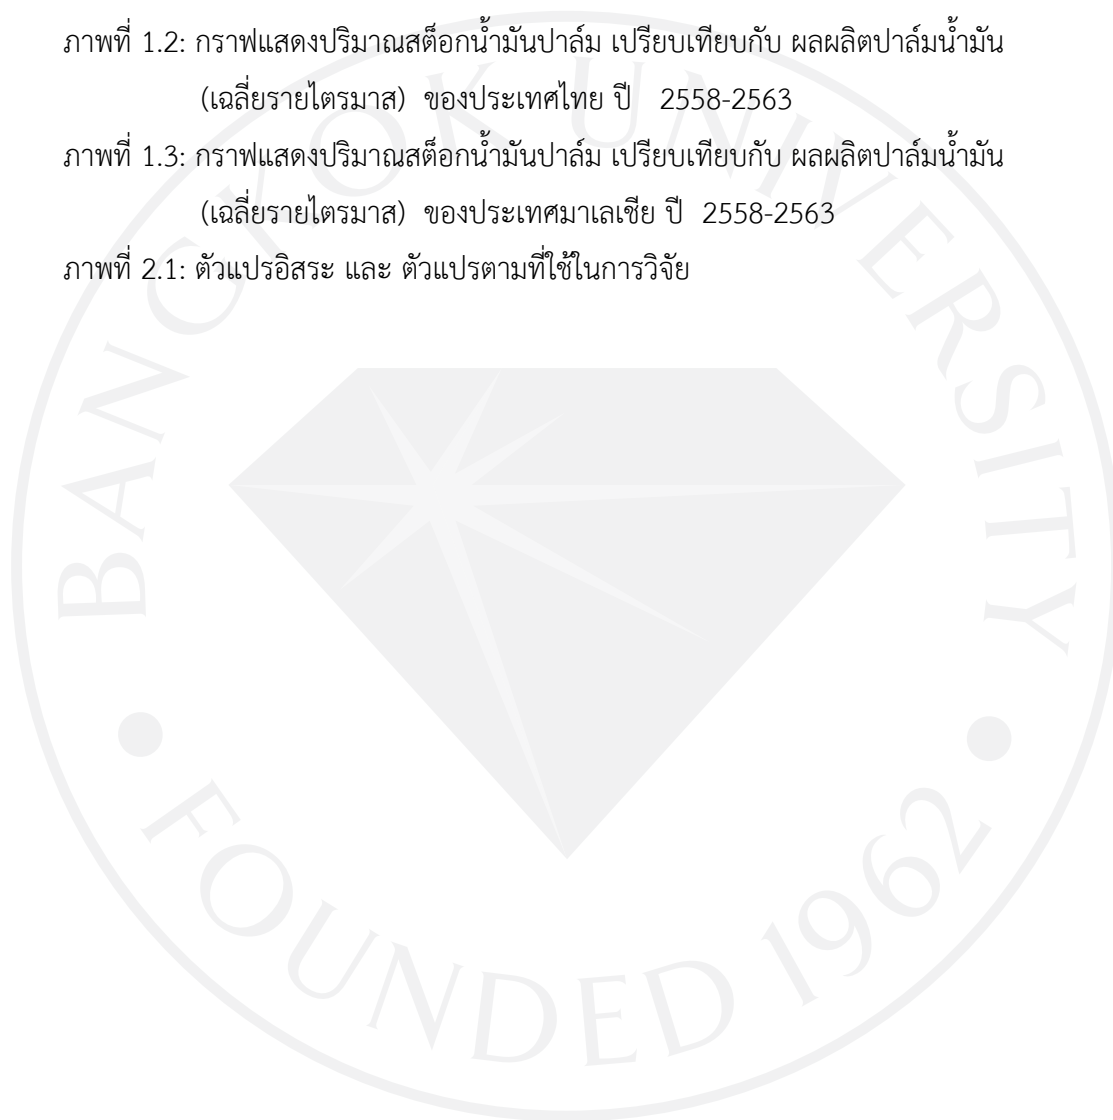 ภาพที่ 1.2: กราฟแสดงปริมาณสต็อกน้ำมันปาล์ม เปรียบเทียบกับ ผลผลิตปาล์มน้ำมัน
(เฉลี่ยรายไตรมาส) ของประเทศไทย ปี 2558-2563
ภาพที่ 1.3: กราฟแสดงปริมาณสต็อกน้ำมันปาล์ม เปรียบเทียบกับ ผลผลิตปาล์มน้ำมัน
(เฉลี่ยรายไตรมาส) ของประเทศมาเลเซีย ปี 2558-2563
ภาพที่ 2.1: ตัวแปรอิสระ และ ตัวแปรตามที่ใช้ในการวิจัย
BANGKOK UNIVERSITY
FOUNDED 1962